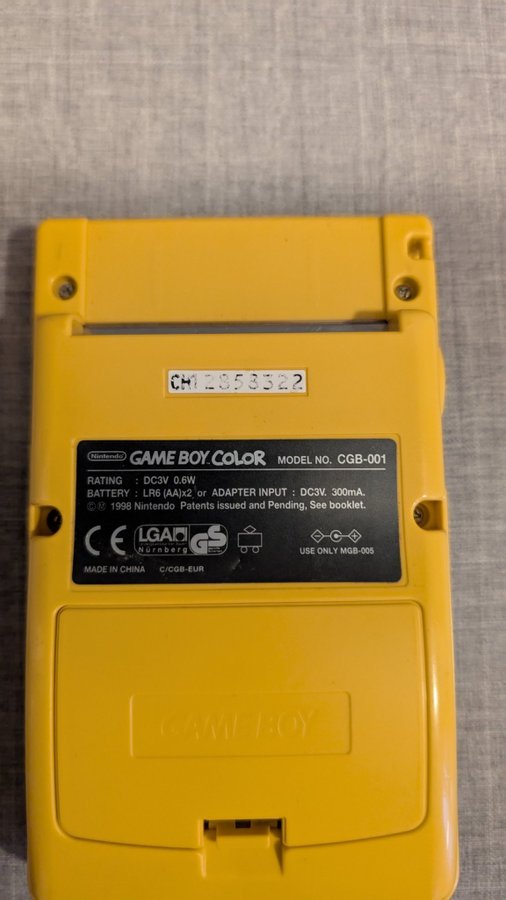 CH12858322
Nintendo GAME BOY COLOR MODEL NO. CGB-001
RATING : DC3V 0.6W
BATTERY : LR6 (AA)x2 or ADAPTER INPUT : DC3V. 300mA.
©Ⓜ 1998 Nintendo Patents issued and Pending, See booklet.
CE LGA GS
Nürnberg
USE ONLY MGB-005
MADE IN CHINA C/CGB-EUR
GAME BOY